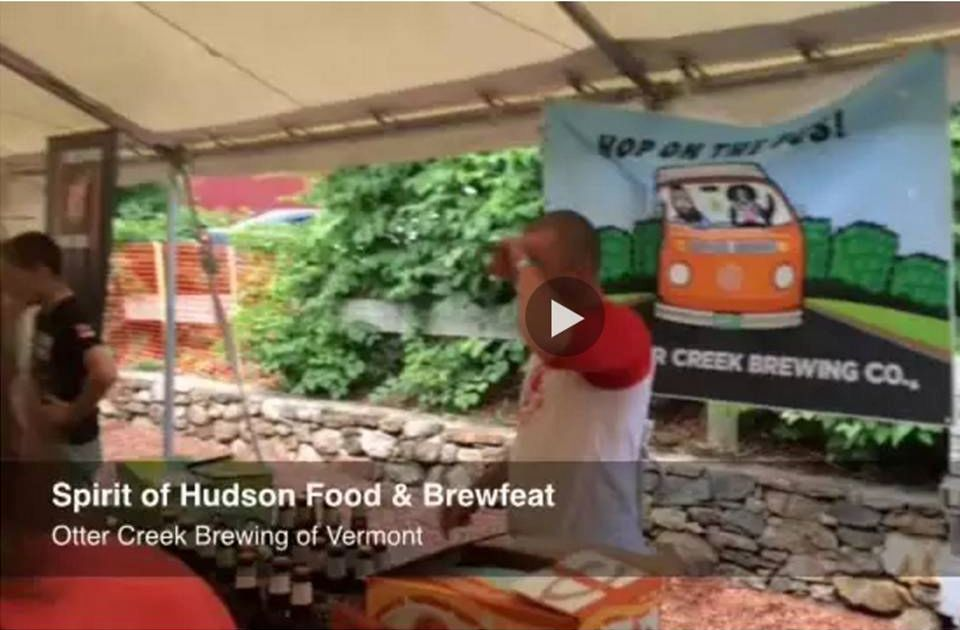 HOP ON THE BUS!
R CREEK BREWING CO.
Spirit of Hudson Food & Brewfeat
Otter Creek Brewing of Vermont